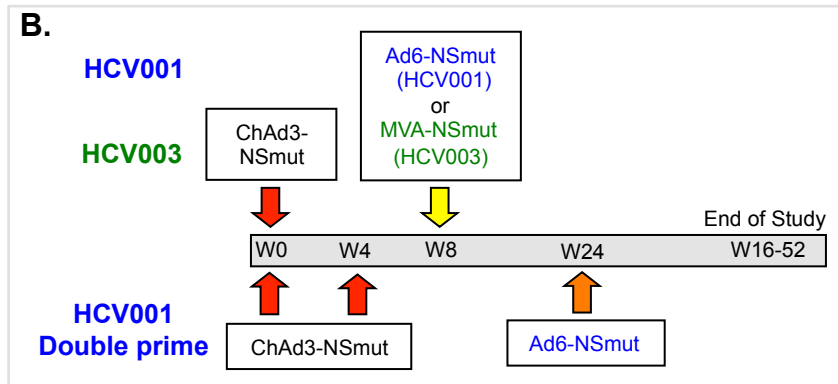 B.
HCV001
HCV003
ChAd3-
NSmut
Ad6-NSmut
(HCV001)
or
MVA-NSmut
(HCV003)
End of Study
W0 W4 W8 W24 W16-52
HCV001
Double prime
ChAd3-NSmut
Ad6-NSmut